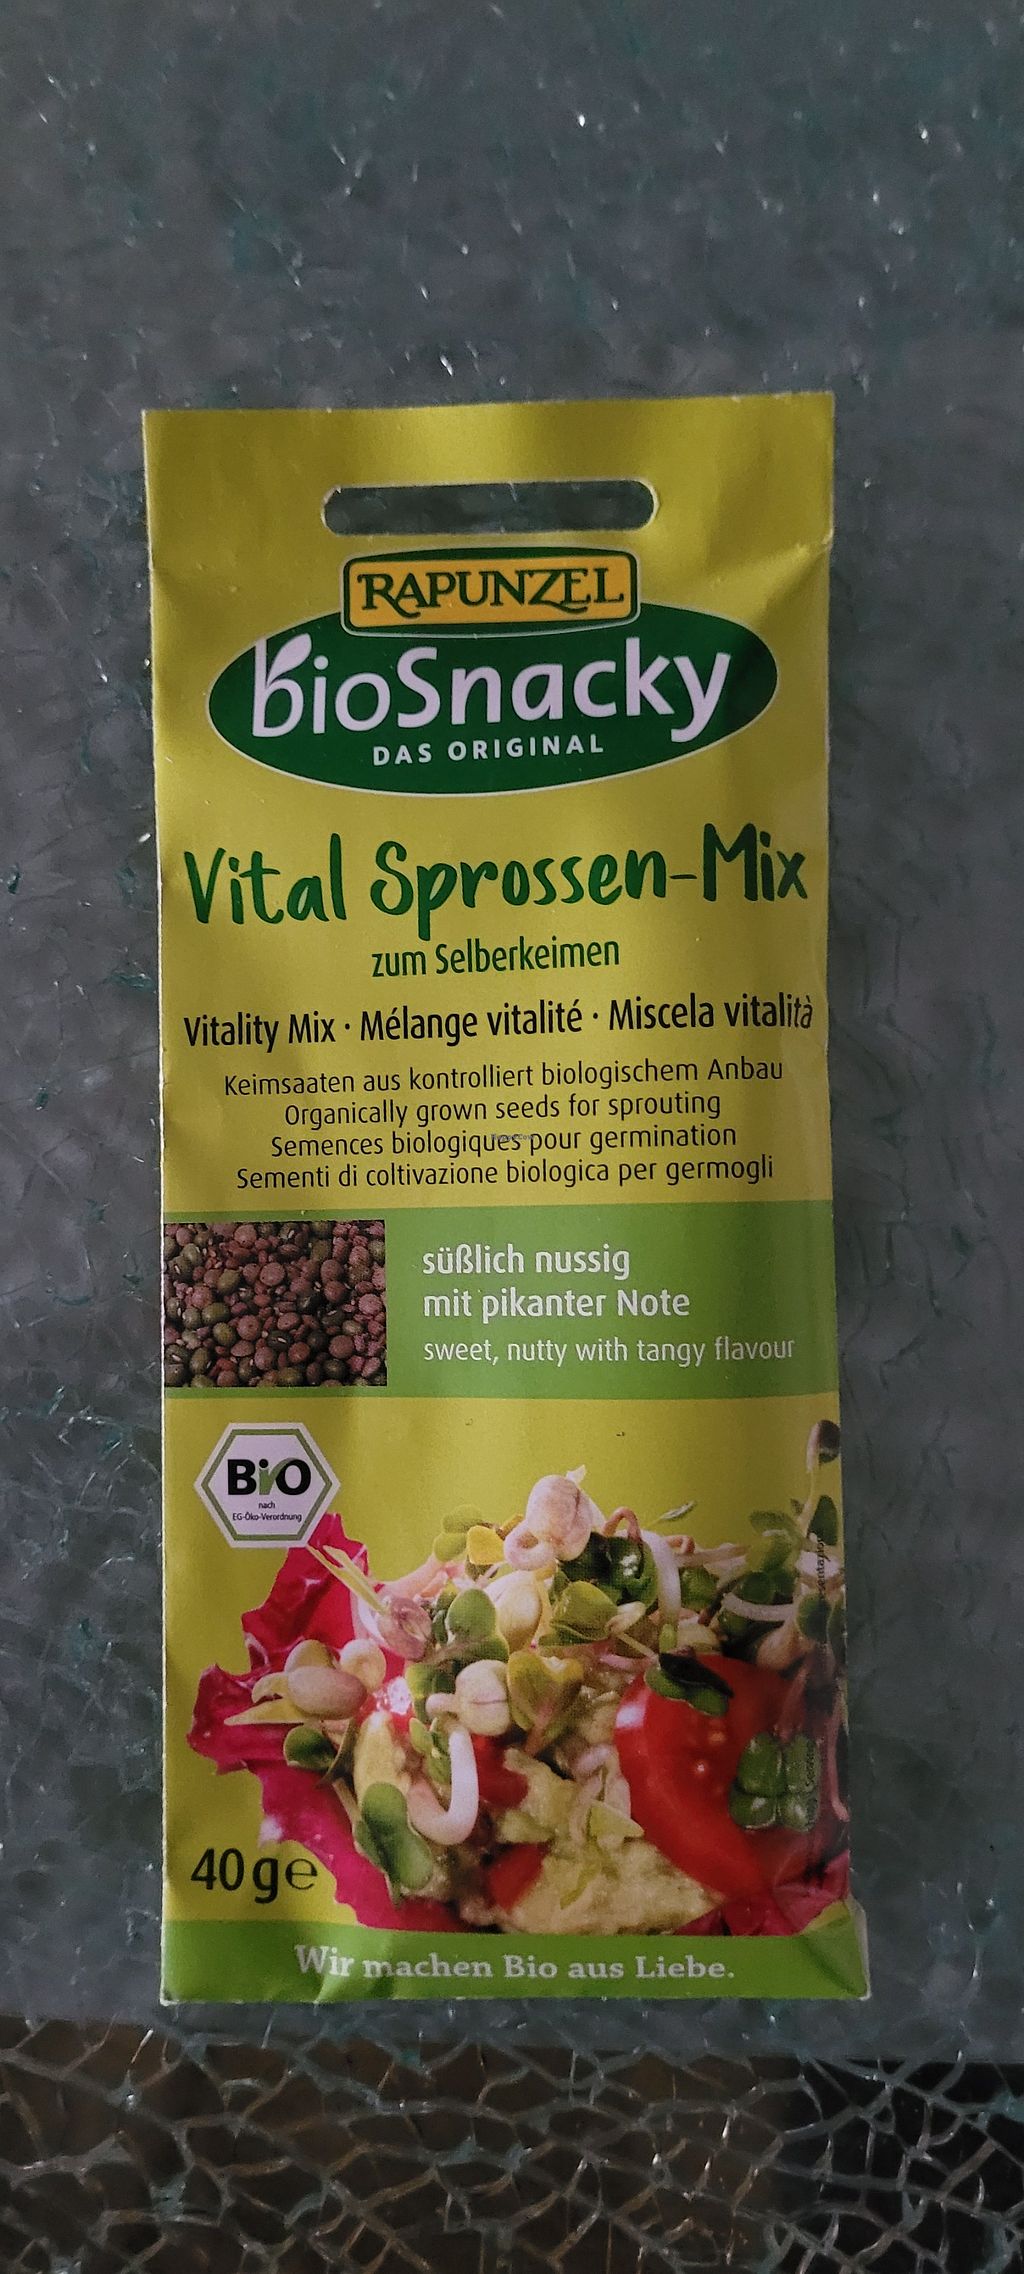 RAPUNZEL
bioSnacky
DAS ORIGINAL
Vital Sprossen-Mix
zum Selberkeimen
Vitality Mix · Mélange vitalité · Miscela vitalità
Keimsaaten aus kontrolliert biologischem Anbau
Organically grown seeds for sprouting
Semences biologiques pour germination
Sementi di coltivazione biologica per germogli
süßlich nussig
mit pikanter Note
sweet, nutty with tangy flavour
BiO
nach
EG-Öko-Verordnung
40 g ℮
Wir machen Bio aus Liebe.